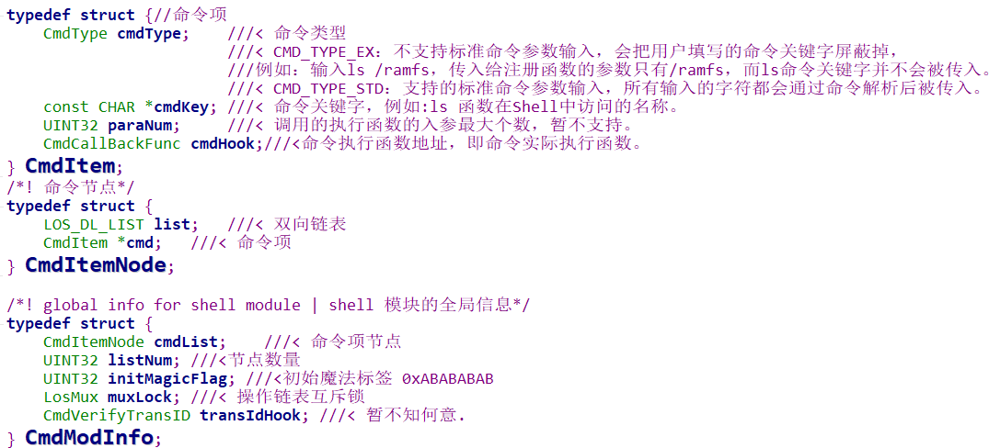 typedef struct {//命令项
    CmdType cmdType;    ///< 命令类型
                        ///< CMD_TYPE_EX：不支持标准命令参数输入，会把用户填写的命令关键字屏蔽掉，
                        ///例如：输入ls /ramfs，传入给注册函数的参数只有/ramfs，而ls命令关键字并不会被传入。
                        ///< CMD_TYPE_STD：支持的标准命令参数输入，所有输入的字符都会通过命令解析后被传入。
    const CHAR *cmdKey; ///< 命令关键字，例如:ls 函数在Shell中访问的名称。
    UINT32 paraNum;     ///< 调用的执行函数的入参最大个数，暂不支持。
    CmdCallBackFunc cmdHook;///<命令执行函数地址，即命令实际执行函数。
} CmdItem;
/*! 命令节点*/
typedef struct {
    LOS_DL_LIST list;   ///< 双向链表
    CmdItem *cmd;   ///< 命令项
} CmdItemNode;

/*! global info for shell module | shell 模块的全局信息*/
typedef struct {
    CmdItemNode cmdList;    ///< 命令项节点
    UINT32 listNum; ///<节点数量
    UINT32 initMagicFlag; ///<初始魔法标签 0xABABABAB
    LosMux muxLock; ///< 操作链表互斥锁
    CmdVerifyTransID transIdHook; ///< 暂不知何意.
} CmdModInfo;